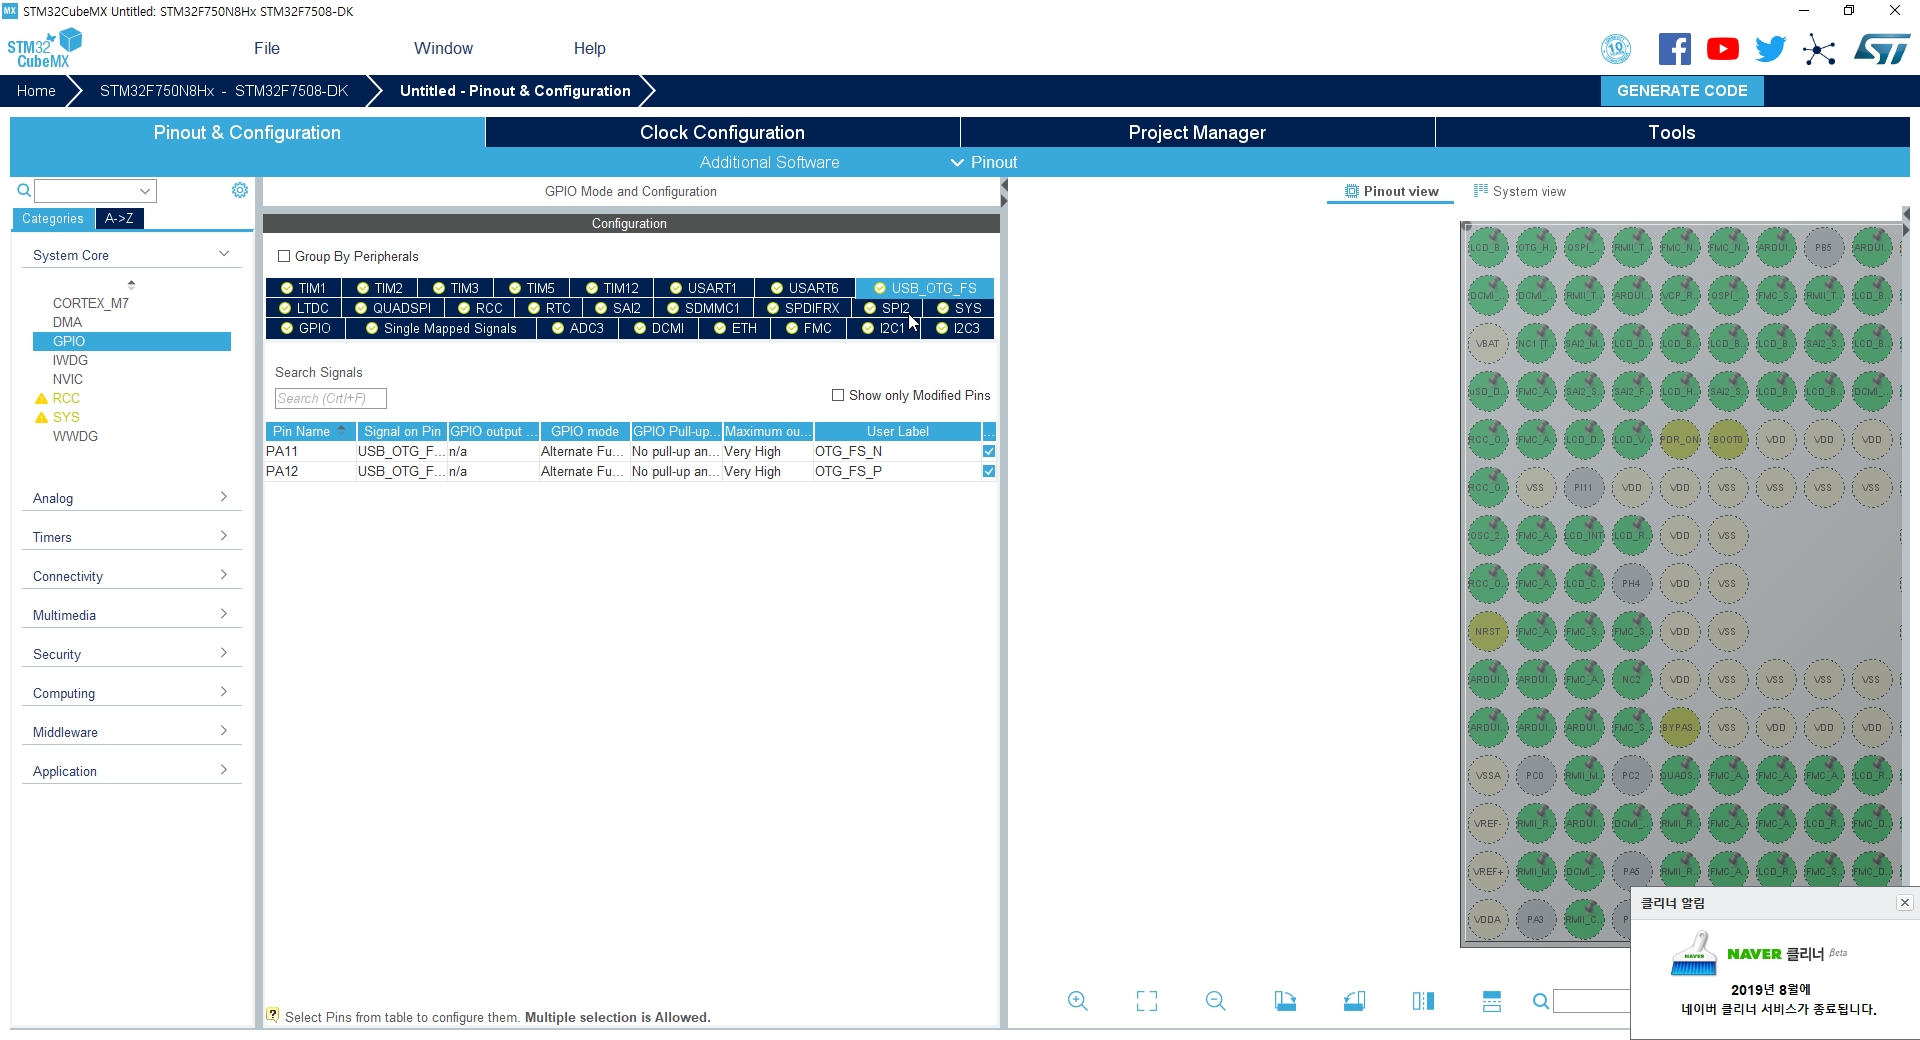 MX STM32CubeMX Untitled: STM32F750N8Hx STM32F7508-DK
STM32 CubeMX
File Window Help
10
ST
Home STM32F750N8Hx - STM32F7508-DK Untitled - Pinout & Configuration GENERATE CODE
Pinout & Configuration Clock Configuration Project Manager Tools
Additional Software Pinout
GPIO Mode and Configuration
Pinout view System view
Categories A->Z
Configuration
System Core
CORTEX_M7
DMA
GPIO
IWDG
NVIC
RCC
SYS
WWDG
Analog
Timers
Connectivity
Multimedia
Security
Computing
Middleware
Application
Group By Peripherals
TIM1 TIM2 TIM3 TIM5 TIM12 USART1 USART6 USB_OTG_FS
LTDC QUADSPI RCC RTC SAI2 SDMMC1 SPDIFRX SPI2 SYS
GPIO Single Mapped Signals ADC3 DCMI ETH FMC I2C1 I2C3
Search Signals
Search (CrtI+F)
Show only Modified Pins
Pin Name Signal on Pin GPIO output ... GPIO mode GPIO Pull-up... Maximum ou... User Label ...
PA11 USB_OTG_F... n/a Alternate Fu... No pull-up an... Very High OTG_FS_N
PA12 USB_OTG_F... n/a Alternate Fu... No pull-up an... Very High OTG_FS_P
Select Pins from table to configure them. Multiple selection is Allowed.
LCD_B.. OTG_H.. QSPI_.. RMII_T.. FMC_N.. FMC_N.. ARDUI.. PB5 ARDUI..
DCMI_.. DCMI_.. RMII_T.. ARDUI.. VCP_R.. QSPI_.. FMC_S.. RMII_T.. LCD_B..
VBAT NC1 [T.. SAI2_M.. LCD_D.. LCD_B.. LCD_B.. LCD_B.. SAI2_S.. LCD_B..
uSD_D.. FMC_A.. SAI2_S.. SAI2_F.. LCD_H.. SAI2_S.. LCD_B.. LCD_B.. DCMI_..
RCC_O.. FMC_A.. LCD_D.. LCD_V.. PDR_ON BOOT0 VDD VDD VDD
RCC_O.. VSS PI11 VDD VDD VSS VSS VSS VSS
OSC_2.. FMC_A.. LCD_INT LCD_R.. VDD VSS
RCC_O.. FMC_A.. LCD_C.. PH4 VDD VSS
NRST FMC_A.. FMC_S.. FMC_S.. VDD VSS
ARDUI.. ARDUI.. FMC_A.. NC2 VDD VSS VSS VSS VSS
ARDUI.. ARDUI.. ARDUI.. FMC_S.. BYPAS.. VSS VDD VDD VDD
VSSA PC0 RMII_M.. PC2 QUADS.. FMC_A.. FMC_A.. FMC_A.. LCD_R..
VREF- RMII_R.. ARDUI.. DCMI_.. RMII_R.. FMC_A.. FMC_A.. LCD_R.. FMC_D..
VREF+ RMII_M.. DCMI_.. PA5 RMII_R.. FMC_A.. LCD_R.. FMC_S.. FMC_D..
VDDA PA3 RMII_C.. P
클리너 알림
NAVER
NAVER 클리너 Beta
2019년 8월에
네이버 클리너 서비스가 종료됩니다.